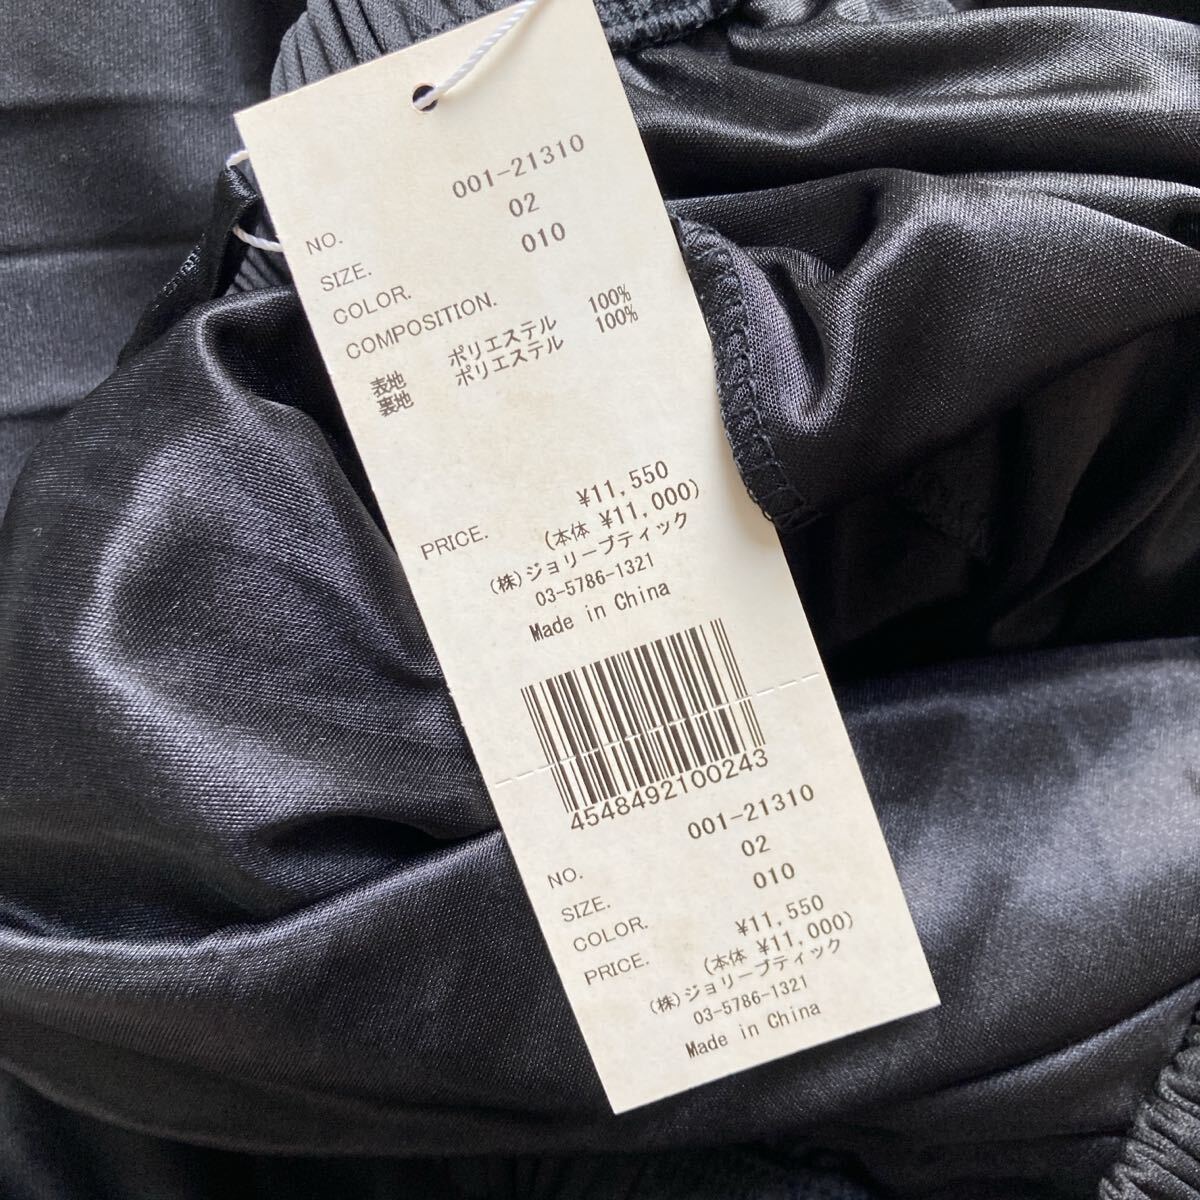 NO. 001-21310
SIZE. 02
COLOR. 010
COMPOSITION.
表地 ポリエステル 100%
裏地 ポリエステル 100%
PRICE. ¥11,550
(本体 ¥11,000)
(株)ジョリーブティック
03-5786-1321
Made in China
4548492100243
NO. 001-21310
SIZE. 02
COLOR. 010
PRICE. ¥11,550
(本体 ¥11,000)
(株)ジョリーブティック
03-5786-1321
Made in China